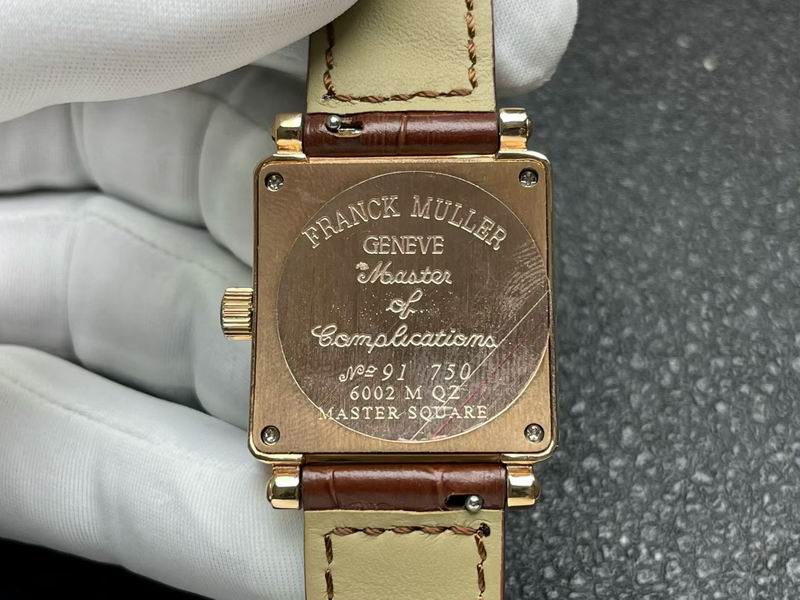 FRANCK MULLER
GENEVE
Master
of
Complications
Nº 91 750
6002 M QZ
MASTER SQUARE